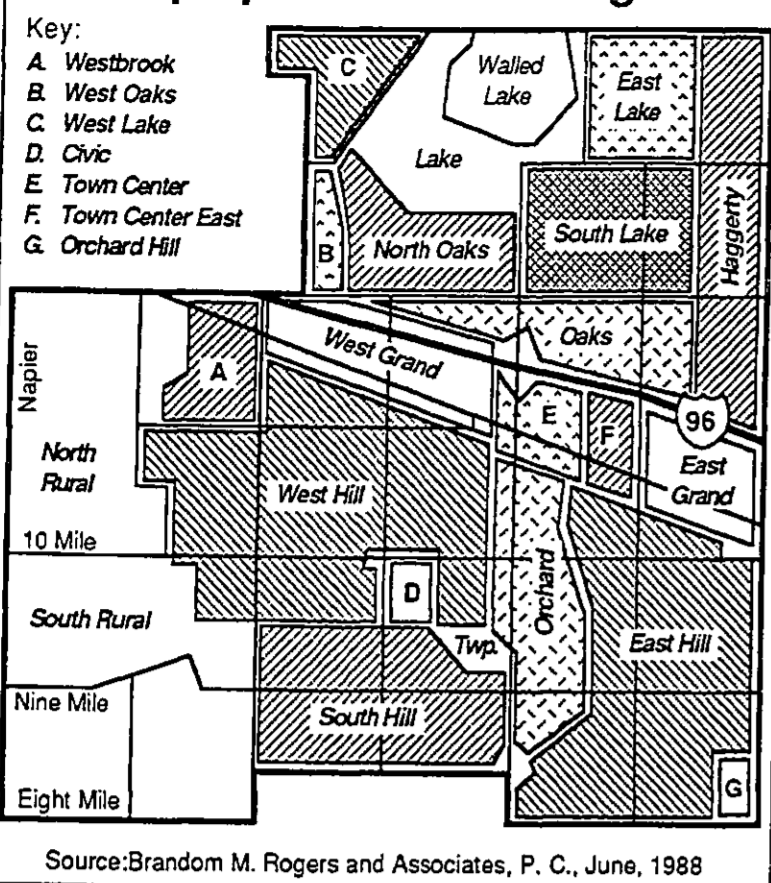 Key:
A Westbrook
B. West Oaks
C. West Lake
D. Civic
E Town Center
F. Town Center East
G. Orchard Hill
C
Walled
Lake
East
Lake
Lake
Haggerty
B
North Oaks
South Lake
Napier
A
West Grand
Oaks
96
E
F
East
Grand
North
Rural
West Hill
10 Mile
Orchard
D
South Rural
Twp.
East Hill
Nine Mile
South Hill
Eight Mile
G
Source:Brandom M. Rogers and Associates, P. C., June, 1988